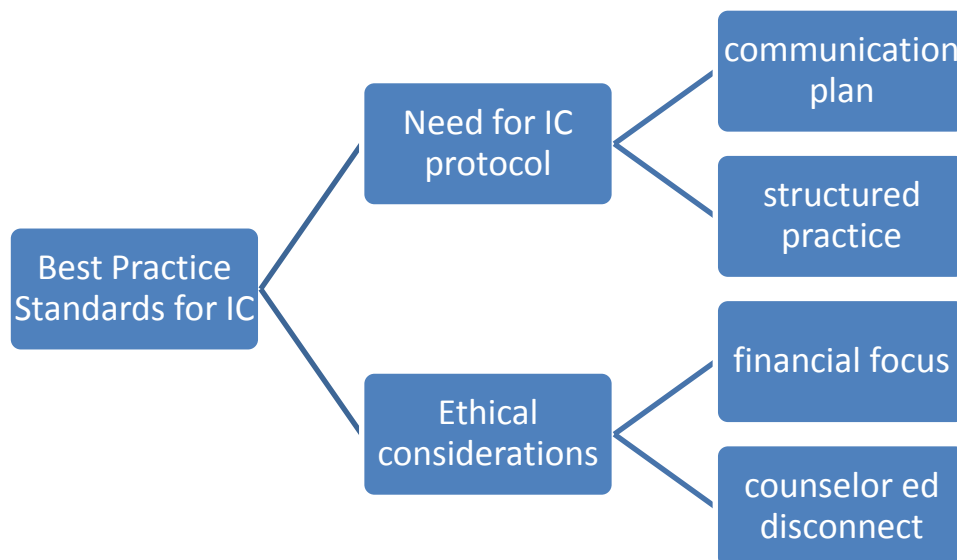 Best Practice
Standards for IC
Need for IC
protocol
communication
plan
structured
practice
Ethical
considerations
financial focus
counselor ed
disconnect